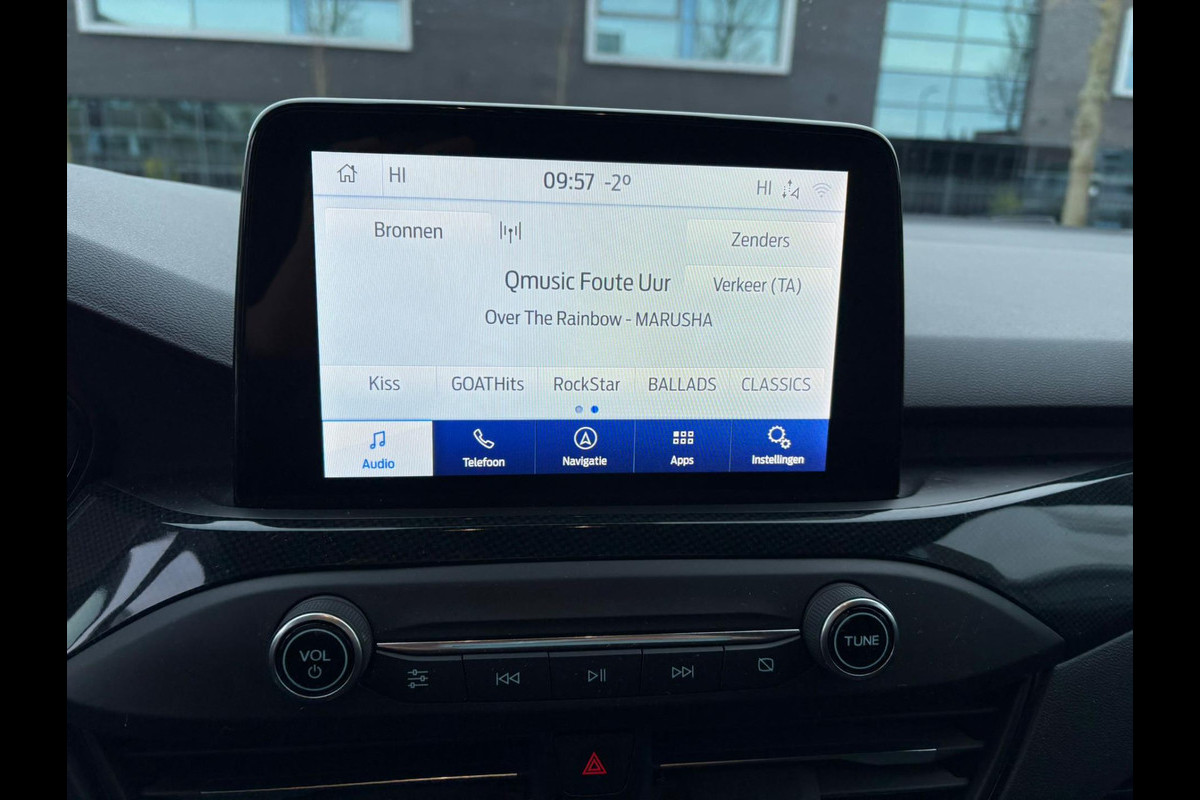 HI 09:57 -2° HI
Bronnen
Zenders
Qmusic Foute Uur
Verkeer (TA)
Over The Rainbow - MARUSHA
Kiss GOATHits RockStar BALLADS CLASSICS
Audio Telefoon Navigatie Apps Instellingen
VOL
TUNE